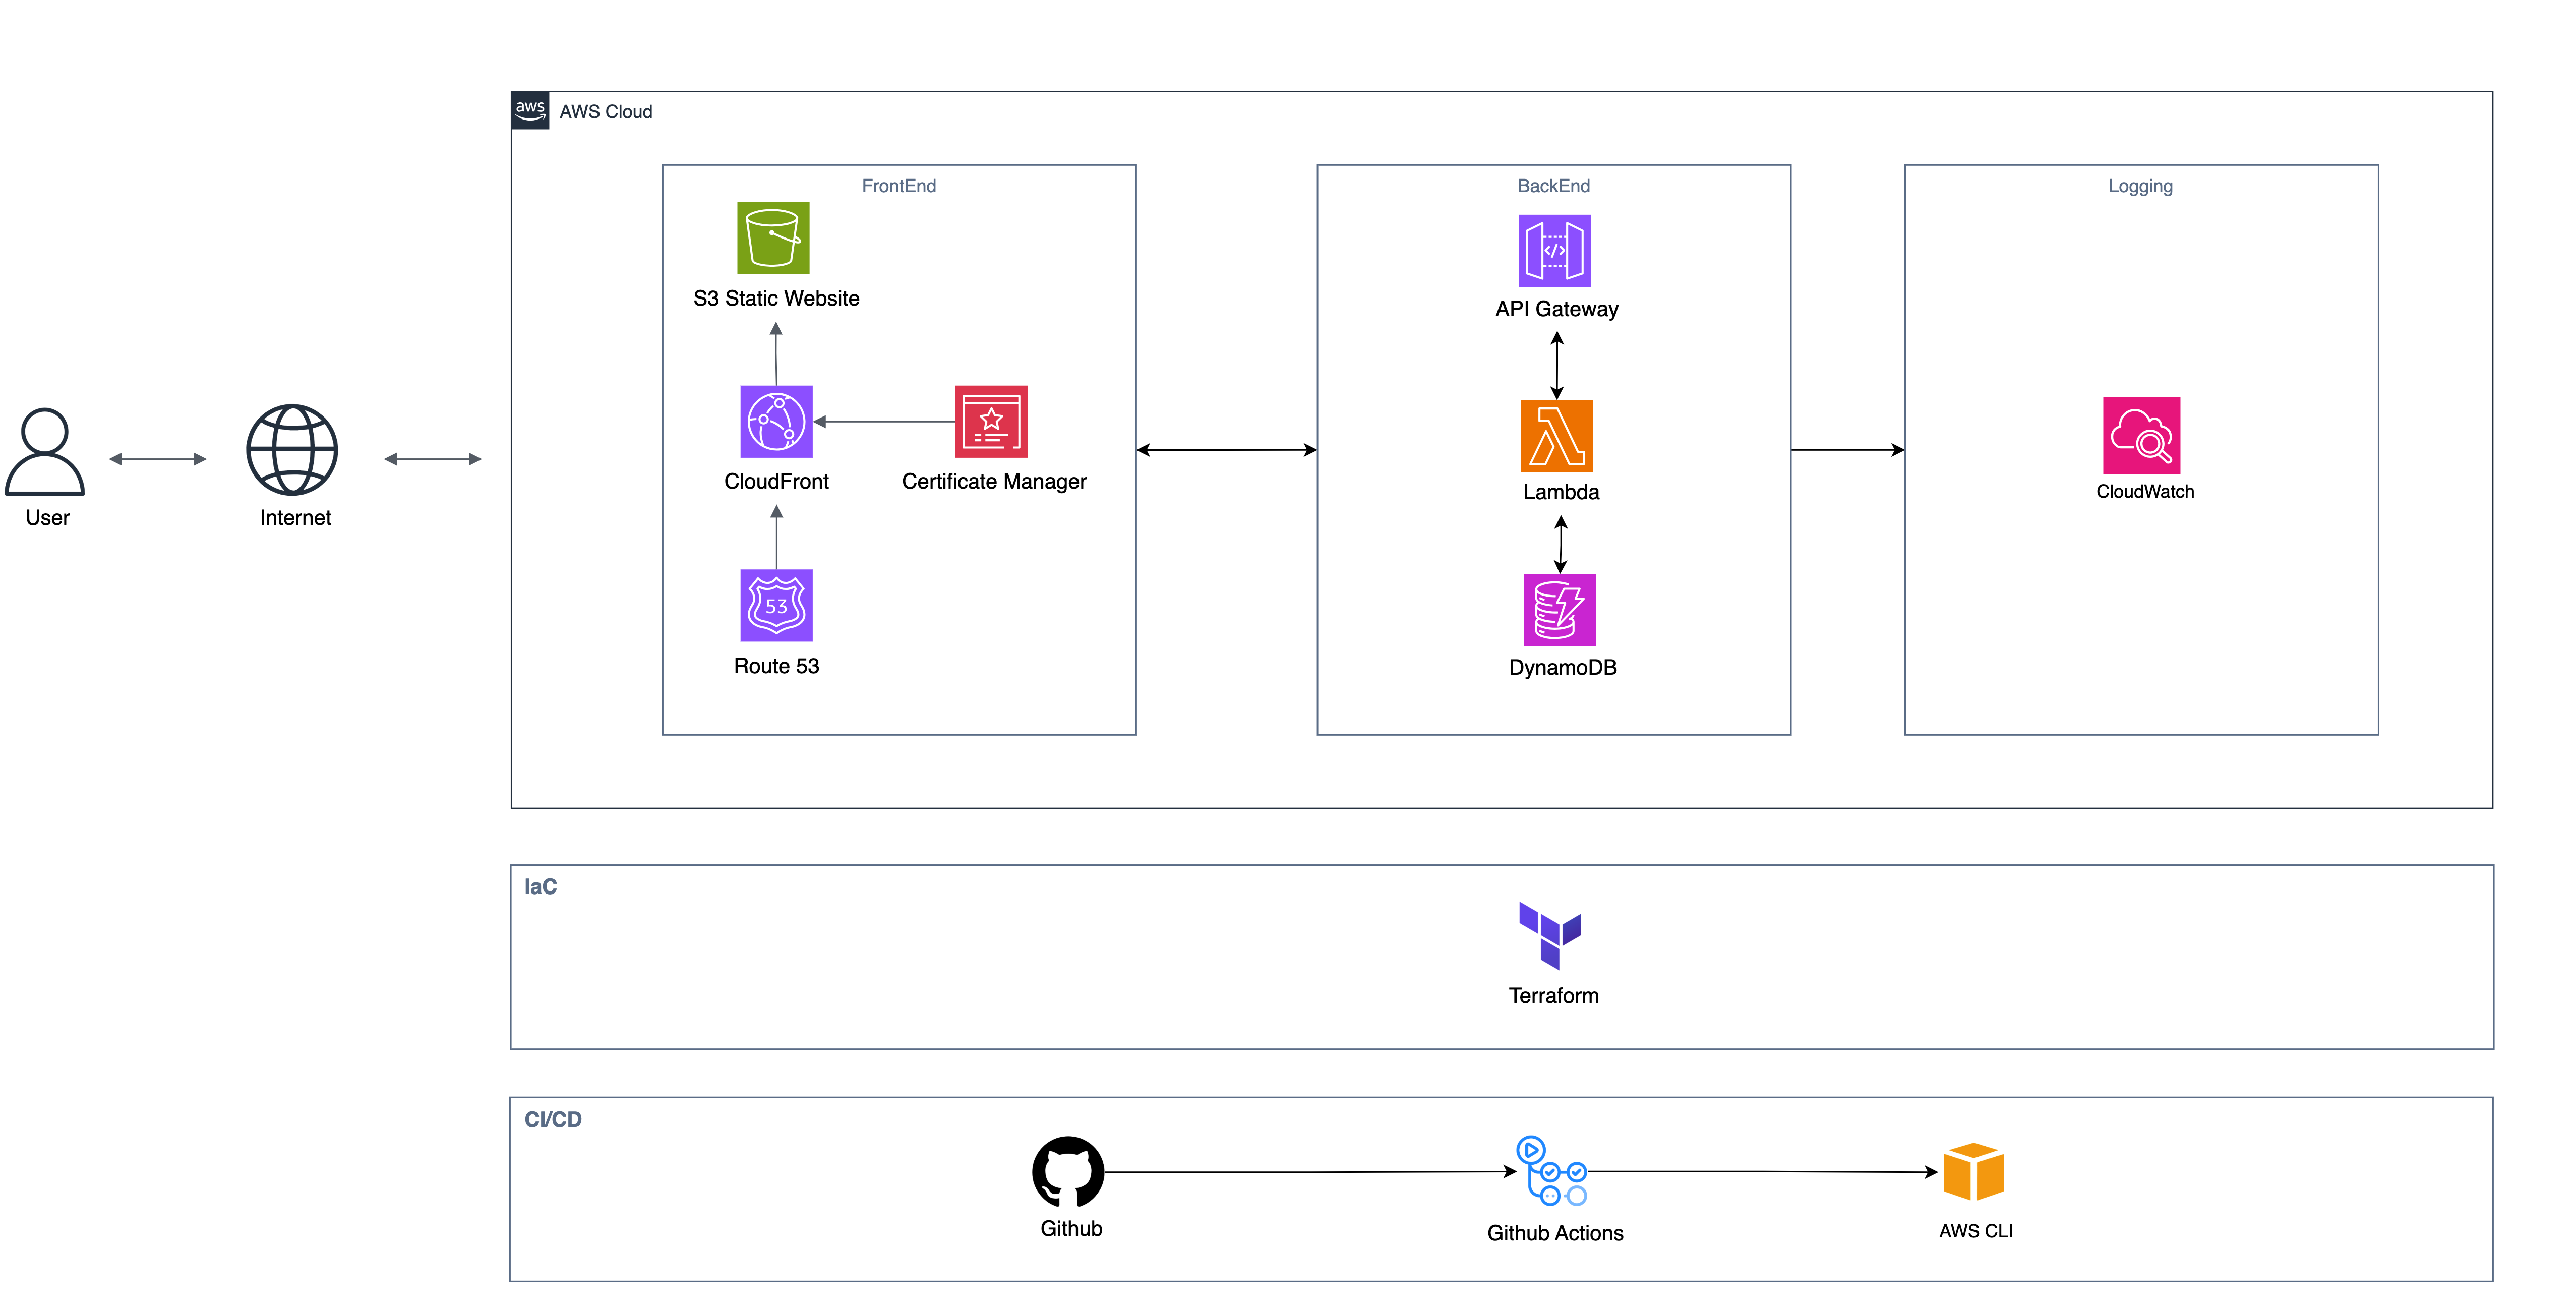 aws
AWS Cloud
FrontEnd
S3 Static Website
CloudFront
Certificate Manager
53
Route 53
BackEnd
</>
API Gateway
Lambda
DynamoDB
Logging
CloudWatch
User
Internet
IaC
Terraform
CI/CD
Github
Github Actions
AWS CLI